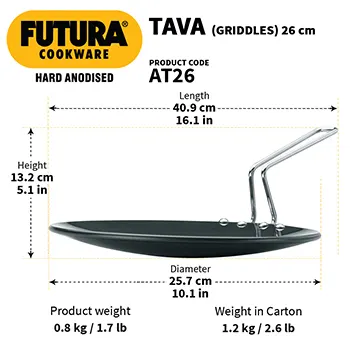 FUTURA®
COOKWARE
HARD ANODISED
TAVA (GRIDDLES) 26 cm
PRODUCT CODE
AT26
Length
40.9 cm
16.1 in
Height
13.2 cm
5.1 in
Diameter
25.7 cm
10.1 in
Product weight
0.8 kg / 1.7 lb
Weight in Carton
1.2 kg / 2.6 lb